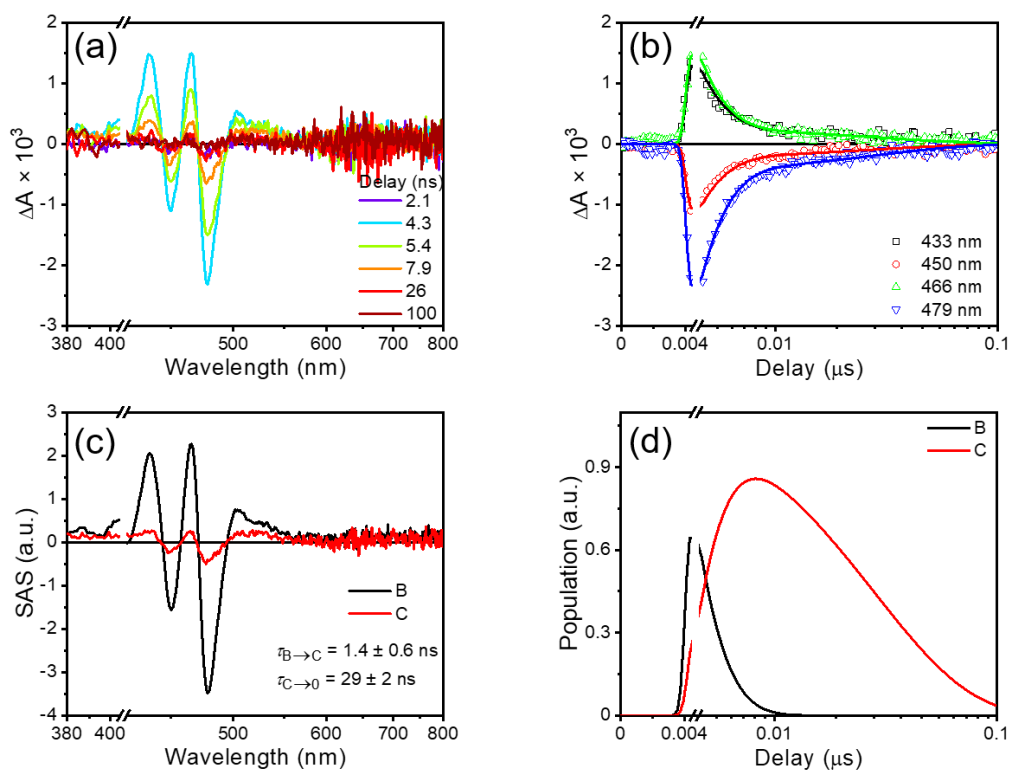 (a)
2
1
0
-1
-2
-3
ΔA × 10³
Delay (ns)
2.1
4.3
5.4
7.9
26
100
380
400
500
600
700
800
Wavelength (nm)
(b)
2
1
0
-1
-2
-3
ΔA × 10³
433 nm
450 nm
466 nm
479 nm
0
0.004
0.01
0.1
Delay (μs)
(c)
3
2
1
0
-1
-2
-3
-4
SAS (a.u.)
B
C
τB→C = 1.4 ± 0.6 ns
τC→0 = 29 ± 2 ns
380
400
500
600
700
800
Wavelength (nm)
(d)
0.9
0.6
0.3
0
Population (a.u.)
B
C
0
0.004
0.01
0.1
Delay (μs)